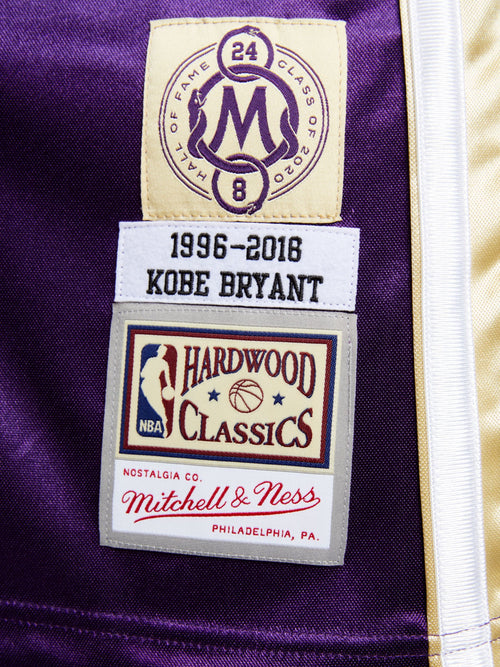 24
HALL OF FAME CLASS OF 2020
M
8
1996-2016
KOBE BRYANT
HARDWOOD
NBA CLASSICS
NOSTALGIA CO.
Mitchell & Ness
PHILADELPHIA, PA.